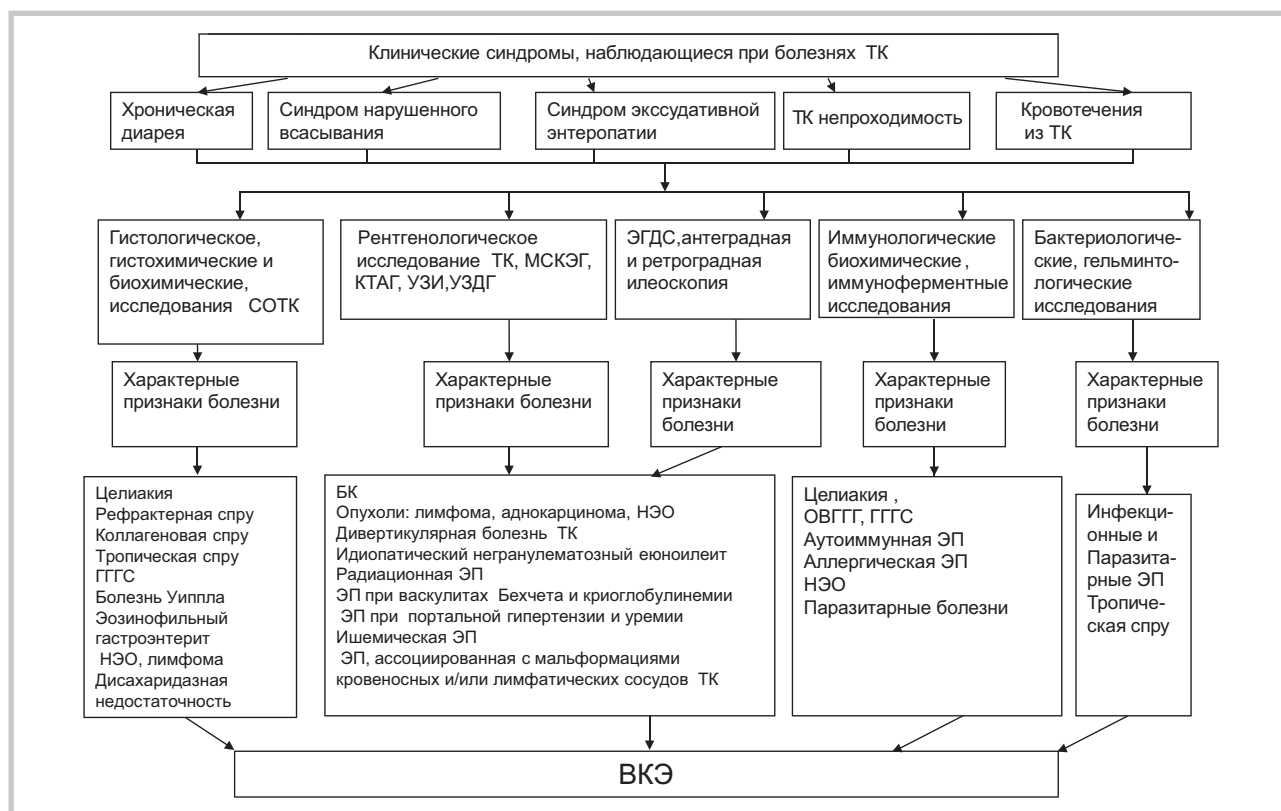 Клинические синдромы, наблюдающиеся при болезнях ТК
Хроническая
диарея
Синдром нарушенного
всасывания
Синдром экссудативной
энтеропатии
ТК непроходимость
Кровотечения
из ТК
Гистологическое,
гистохимические и
биохимические,
исследования СОТК
Рентгенологическое
исследование ТК, МСКЭГ,
КТАГ, УЗИ,УЗДГ
ЭГДС,антеградная
и ретроградная
илеоскопия
Иммунологические
биохимические ,
иммуноферментные
исследования
Бактериологиче-
ские, гельминто-
логические
исследования
Характерные
признаки болезни
Характерные
признаки болезни
Характерные
признаки
болезни
Характерные
признаки
болезни
Характерные
признаки
болезни
Целиакия
Рефрактерная спру
Коллагеновая спру
Тропическая спру
ГГГС
Болезнь Уиппла
Эозинофильный
гастроэнтерит
НЭО, лимфома
Дисахаридазная
недостаточность
БК
Опухоли: лимфома, аднокарцинома, НЭО
Дивертикулярная болезнь ТК
Идиопатический негранулематозный еюноилеит
Радиационная ЭП
ЭП при васкулитах Бехчета и криоглобулинемии
ЭП при портальной гипертензии и уремии
Ишемическая ЭП
ЭП, ассоциированная с мальформациями
кровеносных и/или лимфатических сосудов ТК
Целиакия ,
ОВГГГ, ГГГС
Аутоиммунная ЭП
Аллергическая ЭП
НЭО
Паразитарные болезни
Инфекци-
онные и
Паразита-
рные ЭП
Тропиче-
ская спру
ВКЭ